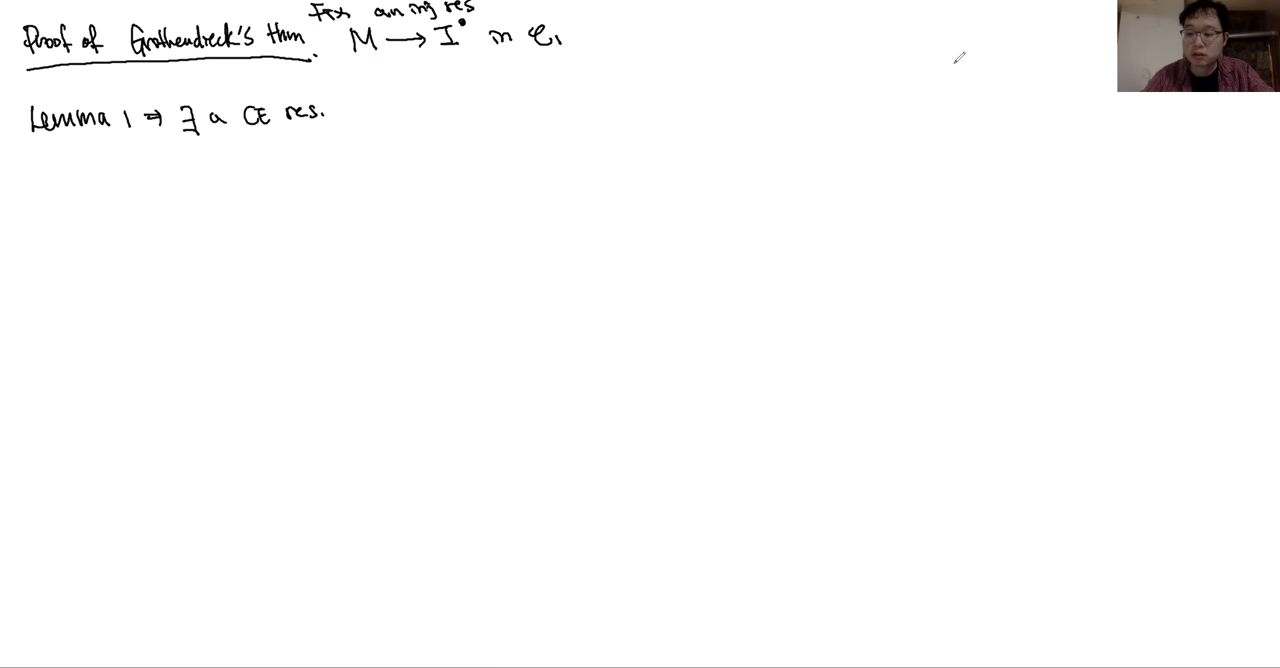 Fix an inj res
Proof of Grothendieck's thm. M → I• in C₁
Lemma 1 ⇒ ∃ a CE res.